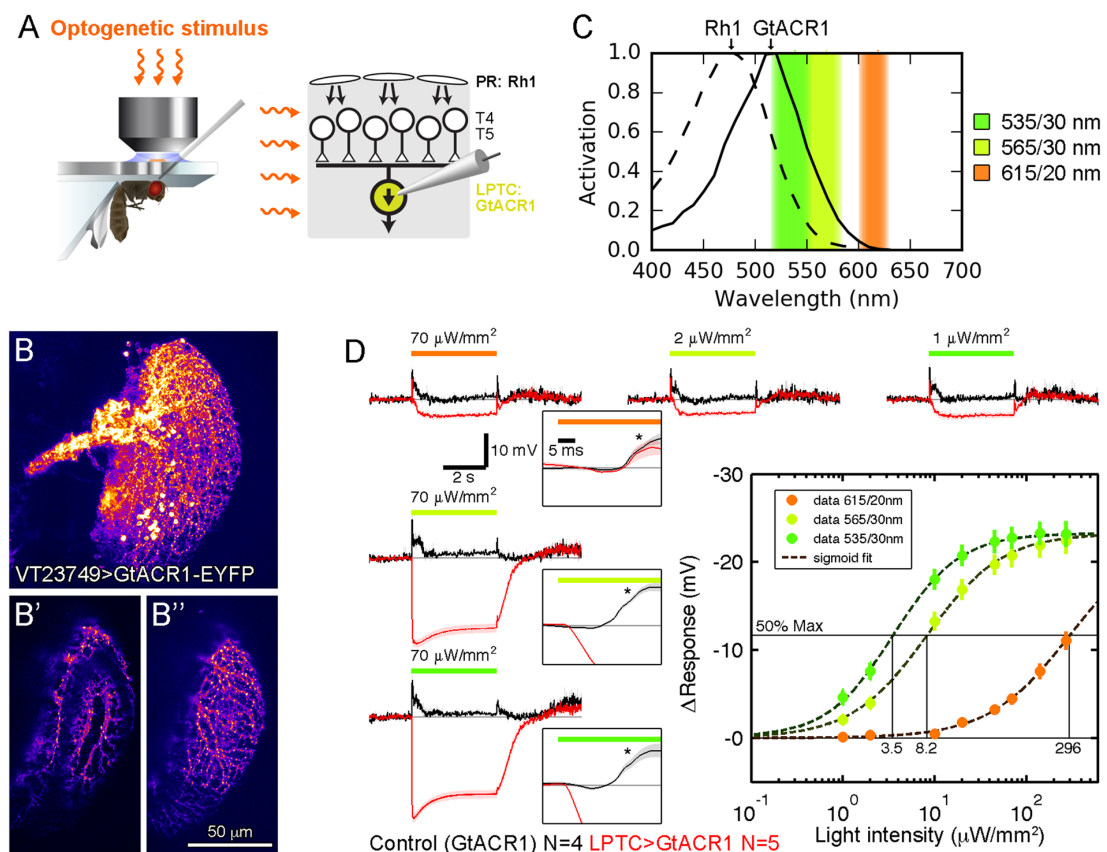 A
Optogenetic stimulus
PR: Rh1
T4
T5
LPTC:
GtACR1
C
Rh1 GtACR1
Activation
1.0
0.8
0.6
0.4
0.2
0.0
400 450 500 550 600 650 700
Wavelength (nm)
535/30 nm
565/30 nm
615/20 nm
B
VT23749>GtACR1-EYFP
B'
B''
50 μm
D
70 μW/mm²
2 μW/mm²
1 μW/mm²
10 mV
2 s
5 ms
*
70 μW/mm²
*
70 μW/mm²
*
Control (GtACR1) N=4 LPTC>GtACR1 N=5
Δ Response (mV)
-30
-20
-10
-0
data 615/20nm
data 565/30nm
data 535/30nm
sigmoid fit
50% Max
3.5 8.2 296
10⁻¹ 10⁰ 10¹ 10²
Light intensity (μW/mm²)